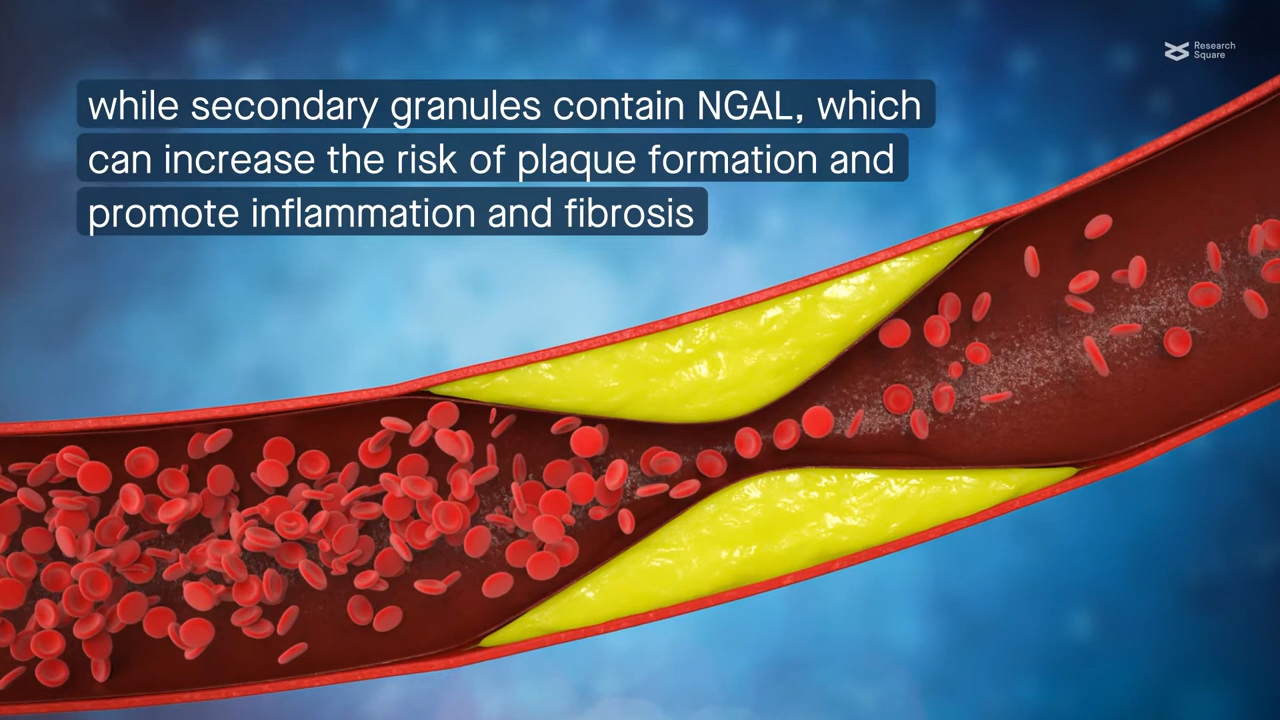 while secondary granules contain NGAL, which
can increase the risk of plaque formation and
promote inflammation and fibrosis
Research
Square